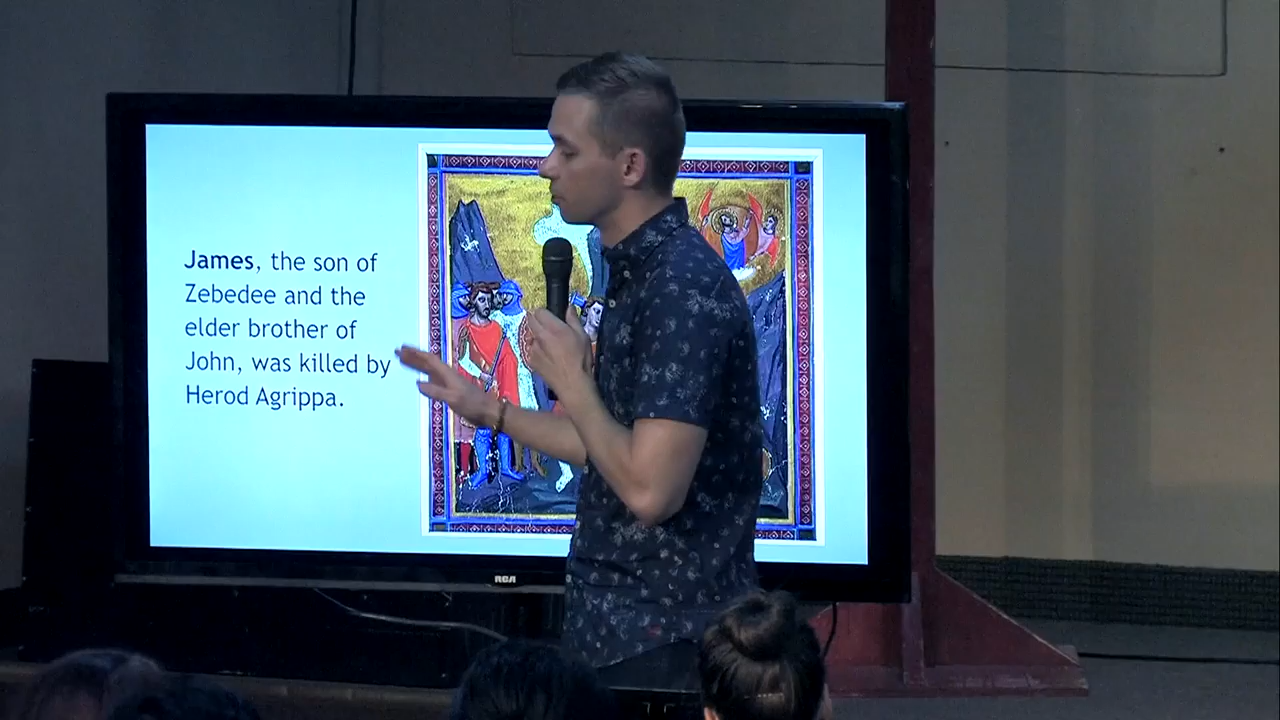 James, the son of
Zebedee and the
elder brother of
John, was killed by
Herod Agrippa.
RCA